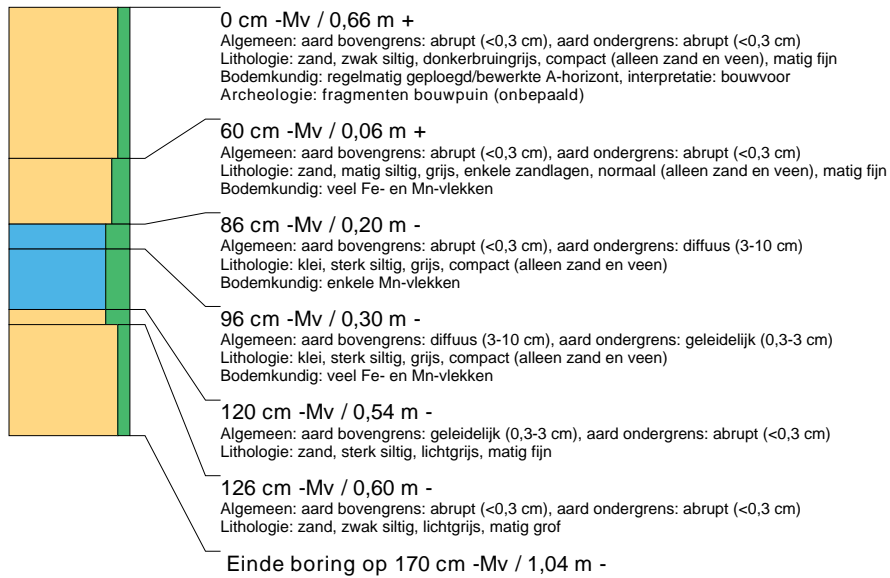 0 cm -Mv / 0,66 m +
Algemeen: aard bovengrens: abrupt (<0,3 cm), aard ondergrens: abrupt (<0,3 cm)
Lithologie: zand, zwak siltig, donkerbruingrijs, compact (alleen zand en veen), matig fijn
Bodemkundig: regelmatig geploegd/bewerkte A-horizont, interpretatie: bouwvoor
Archeologie: fragmenten bouwpuin (onbepaald)
60 cm -Mv / 0,06 m +
Algemeen: aard bovengrens: abrupt (<0,3 cm), aard ondergrens: abrupt (<0,3 cm)
Lithologie: zand, matig siltig, grijs, enkele zandlagen, normaal (alleen zand en veen), matig fijn
Bodemkundig: veel Fe- en Mn-vlekken
86 cm -Mv / 0,20 m -
Algemeen: aard bovengrens: abrupt (<0,3 cm), aard ondergrens: diffuus (3-10 cm)
Lithologie: klei, sterk siltig, grijs, compact (alleen zand en veen)
Bodemkundig: enkele Mn-vlekken
96 cm -Mv / 0,30 m -
Algemeen: aard bovengrens: diffuus (3-10 cm), aard ondergrens: geleidelijk (0,3-3 cm)
Lithologie: klei, sterk siltig, grijs, compact (alleen zand en veen)
Bodemkundig: veel Fe- en Mn-vlekken
120 cm -Mv / 0,54 m -
Algemeen: aard bovengrens: geleidelijk (0,3-3 cm), aard ondergrens: abrupt (<0,3 cm)
Lithologie: zand, sterk siltig, lichtgrijs, matig fijn
126 cm -Mv / 0,60 m -
Algemeen: aard bovengrens: abrupt (<0,3 cm), aard ondergrens: abrupt (<0,3 cm)
Lithologie: zand, zwak siltig, lichtgrijs, matig grof
Einde boring op 170 cm -Mv / 1,04 m -